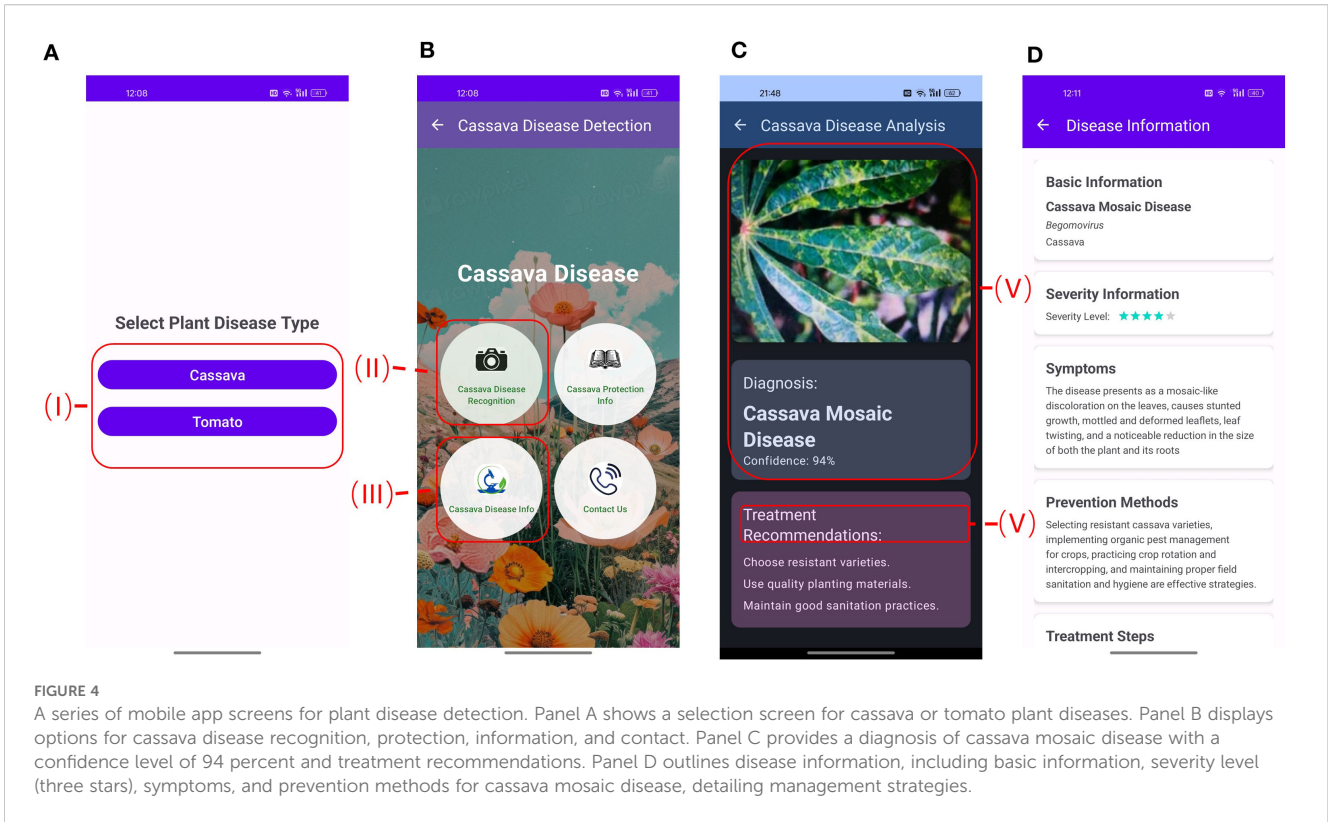 A
12:08
41
Select Plant Disease Type
(I)
Cassava
Tomato
B
12:08
41
Cassava Disease Detection
rawpixel
Cassava Disease
(II)
Cassava Disease
Recognition
Cassava Protection
Info
(III)
Cassava Disease Info
Contact Us
C
21:48
62
Cassava Disease Analysis
(V)
Diagnosis:
Cassava Mosaic
Disease
Confidence: 94%
Treatment
Recommendations:
(V)
Choose resistant varieties.
Use quality planting materials.
Maintain good sanitation practices.
D
12:11
40
Disease Information
Basic Information
Cassava Mosaic Disease
Begomovirus
Cassava
Severity Information
Severity Level:
Symptoms
The disease presents as a mosaic-like
discoloration on the leaves, causes stunted
growth, mottled and deformed leaflets, leaf
twisting, and a noticeable reduction in the size
of both the plant and its roots
Prevention Methods
Selecting resistant cassava varieties,
implementing organic pest management
for crops, practicing crop rotation and
intercropping, and maintaining proper field
sanitation and hygiene are effective strategies.
Treatment Steps
FIGURE 4
A series of mobile app screens for plant disease detection. Panel A shows a selection screen for cassava or tomato plant diseases. Panel B displays
options for cassava disease recognition, protection, information, and contact. Panel C provides a diagnosis of cassava mosaic disease with a
confidence level of 94 percent and treatment recommendations. Panel D outlines disease information, including basic information, severity level
(three stars), symptoms, and prevention methods for cassava mosaic disease, detailing management strategies.